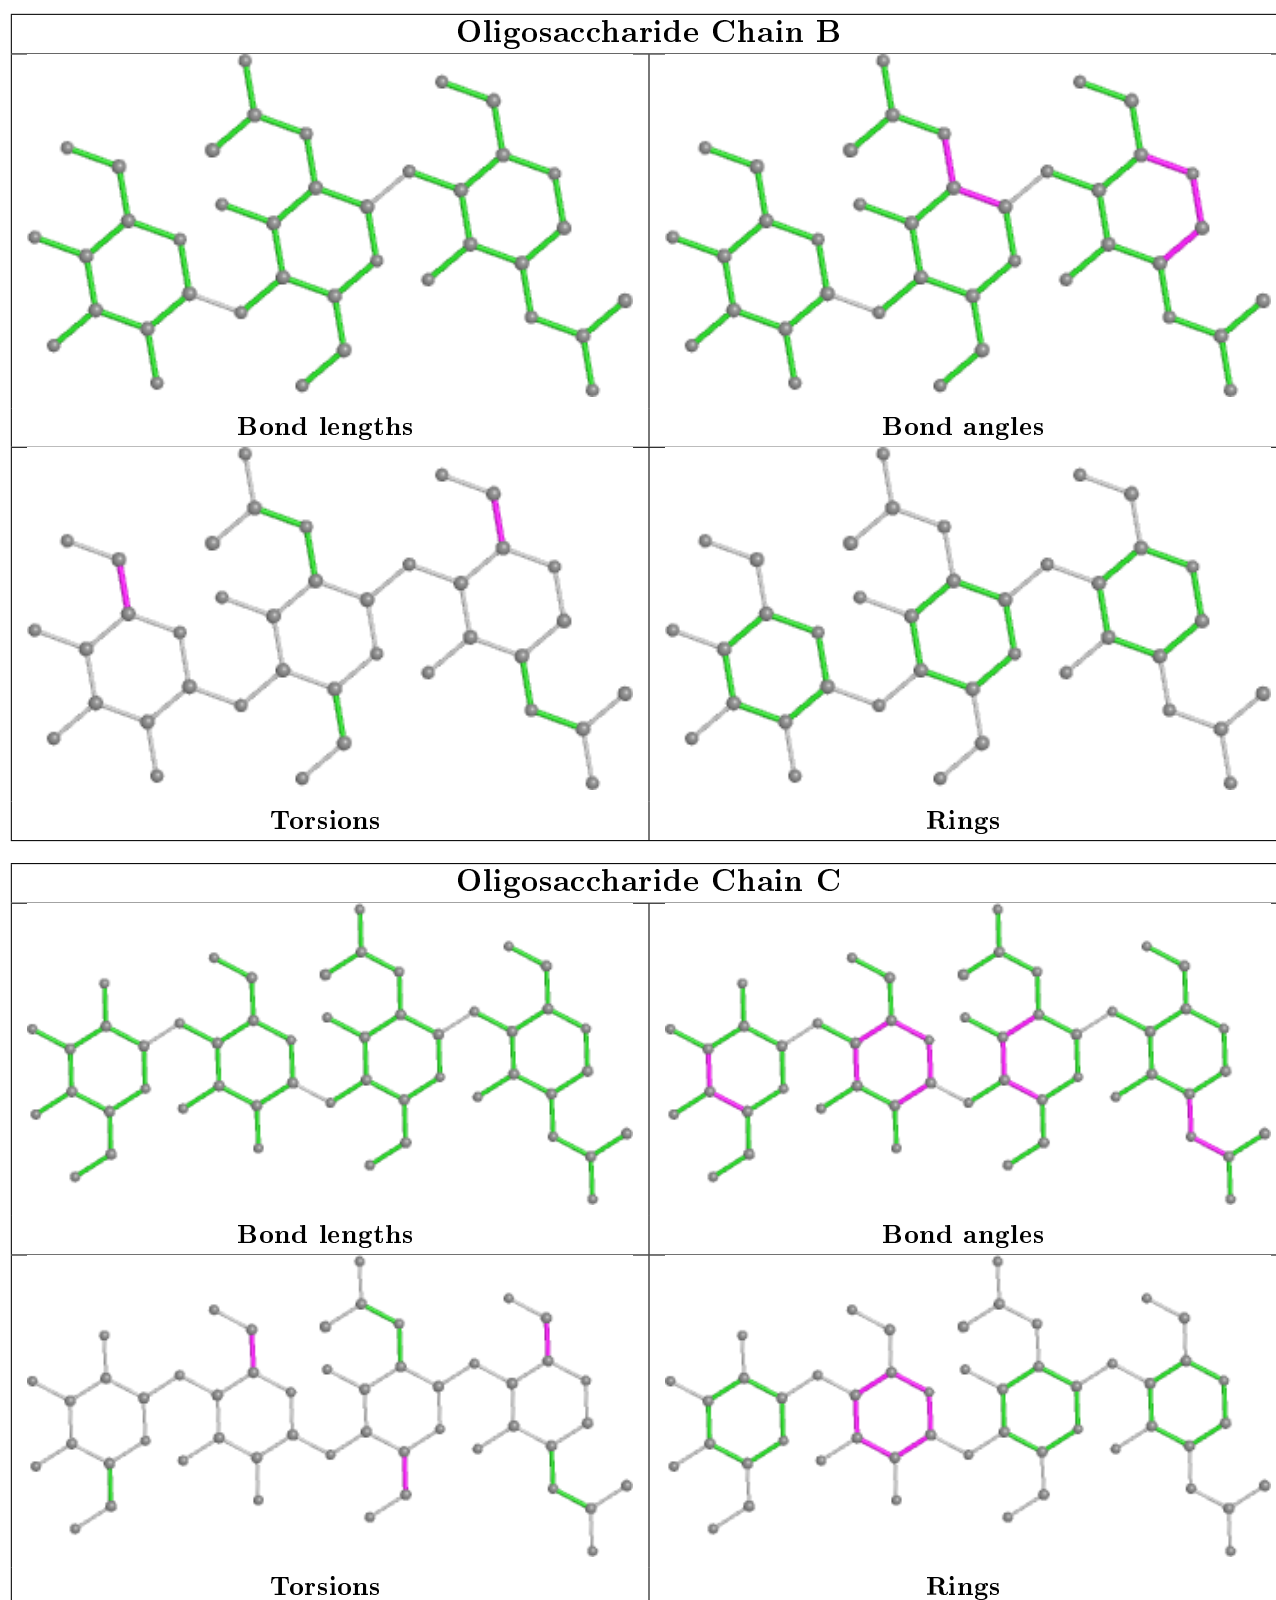 Oligosaccharide Chain B
Bond lengths
Bond angles
Torsions
Rings
Oligosaccharide Chain C
Bond lengths
Bond angles
Torsions
Rings